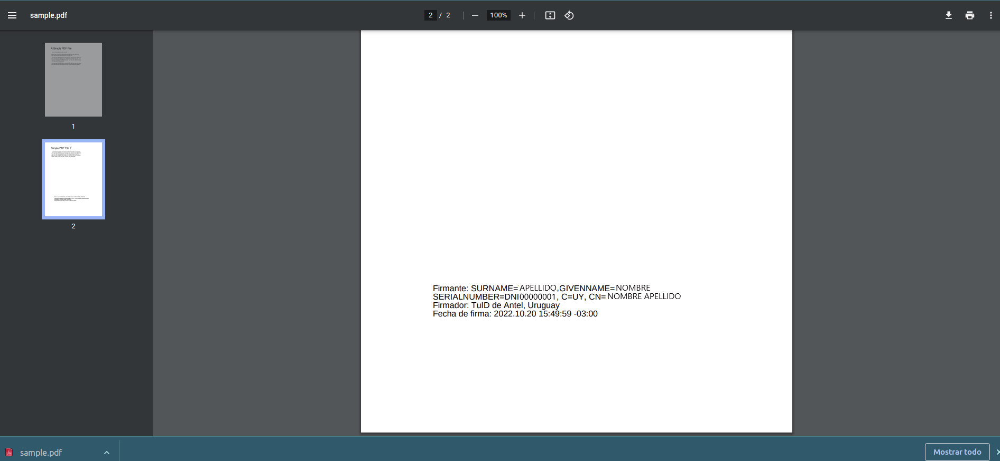 sample.pdf
2 / 2
100%
A Simple PDF File
1
Simple PDF File 2
2
Firmante: SURNAME=APELLIDO,GIVENNAME=NOMBRE
SERIALNUMBER=DNI00000001, C=UY, CN=NOMBRE APELLIDO
Firmador: TuID de Antel, Uruguay
Fecha de firma: 2022.10.20 15:49:59 -03:00
sample.pdf
Mostrar todo